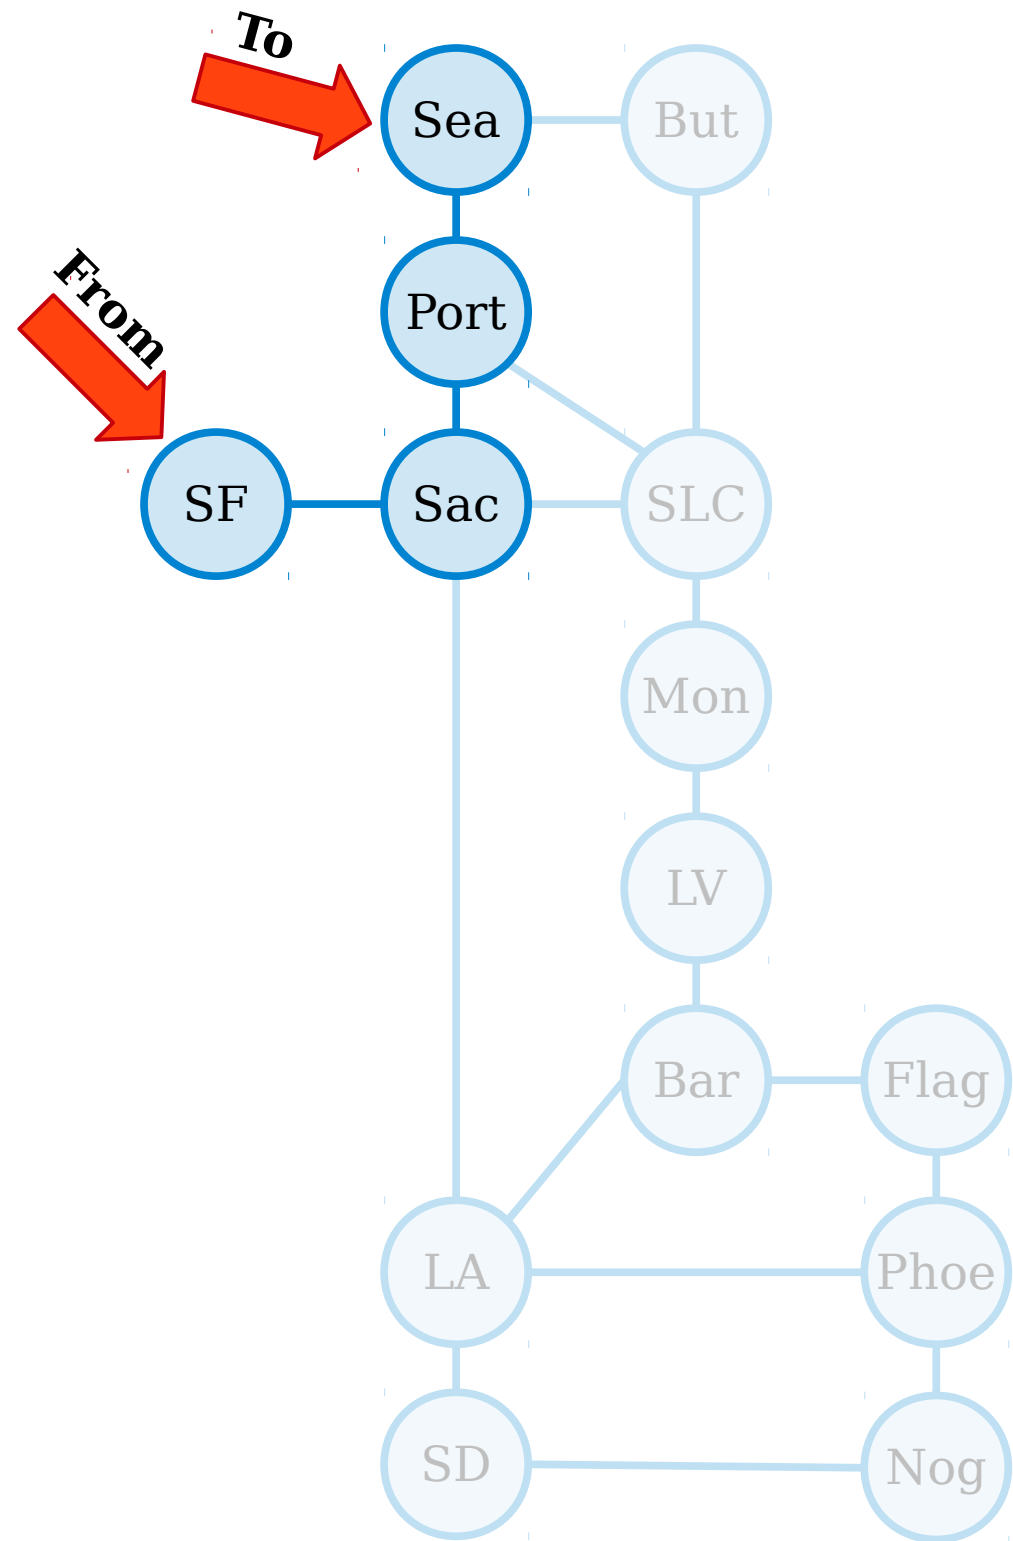 To
Sea
But
From
Port
SF
Sac
SLC
Mon
LV
Bar
Flag
LA
Phoe
SD
Nog